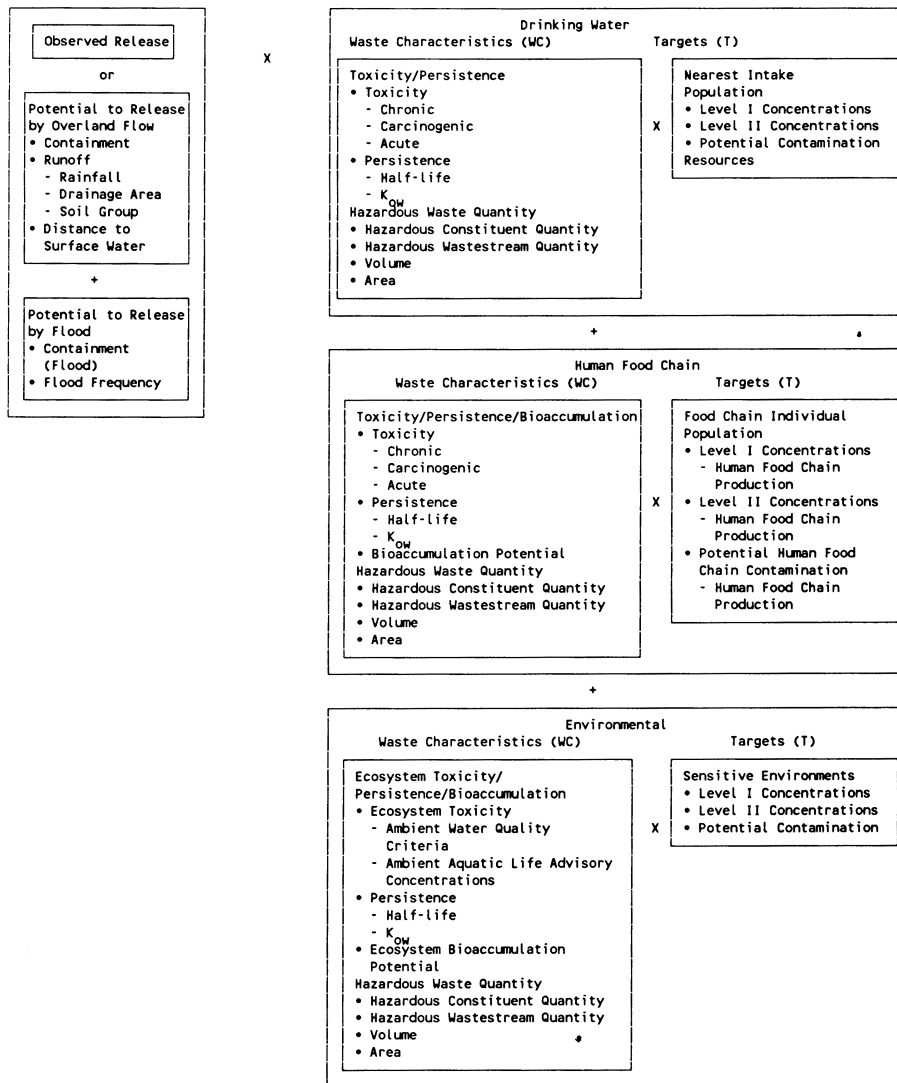 Observed Release
or
Potential to Release
by Overland Flow
• Containment
• Runoff
- Rainfall
- Drainage Area
- Soil Group
• Distance to
Surface Water
+
Potential to Release
by Flood
• Containment
(Flood)
• Flood Frequency
X
Drinking Water
Waste Characteristics (WC)
Toxicity/Persistence
• Toxicity
- Chronic
- Carcinogenic
- Acute
• Persistence
- Half-life
- Kow
Hazardous Waste Quantity
• Hazardous Constituent Quantity
• Hazardous Wastestream Quantity
• Volume
• Area
X
Targets (T)
Nearest Intake
Population
• Level I Concentrations
• Level II Concentrations
• Potential Contamination
Resources
+
Human Food Chain
Waste Characteristics (WC)
Toxicity/Persistence/Bioaccumulation
• Toxicity
- Chronic
- Carcinogenic
- Acute
• Persistence
- Half-life
- Kow
• Bioaccumulation Potential
Hazardous Waste Quantity
• Hazardous Constituent Quantity
• Hazardous Wastestream Quantity
• Volume
• Area
X
Targets (T)
Food Chain Individual
Population
• Level I Concentrations
- Human Food Chain
Production
• Level II Concentrations
- Human Food Chain
Production
• Potential Human Food
Chain Contamination
- Human Food Chain
Production
+
Environmental
Waste Characteristics (WC)
Ecosystem Toxicity/
Persistence/Bioaccumulation
• Ecosystem Toxicity
- Ambient Water Quality
Criteria
- Ambient Aquatic Life Advisory
Concentrations
• Persistence
- Half-life
- Kow
• Ecosystem Bioaccumulation
Potential
Hazardous Waste Quantity
• Hazardous Constituent Quantity
• Hazardous Wastestream Quantity
• Volume
• Area
X
Targets (T)
Sensitive Environments
• Level I Concentrations
• Level II Concentrations
• Potential Contamination